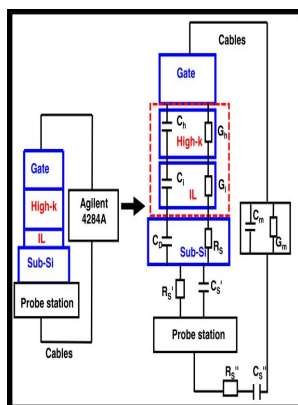 Cables
Gate
C_h
G_h
High-k
C_i
G_i
IL
C_D
R_S
Sub-Si
R_S'
C_S'
Probe station
R_S"
C_S"
C_m
G_m
Gate
High-k
IL
Sub-Si
Probe station
Agilent
4284A
Cables